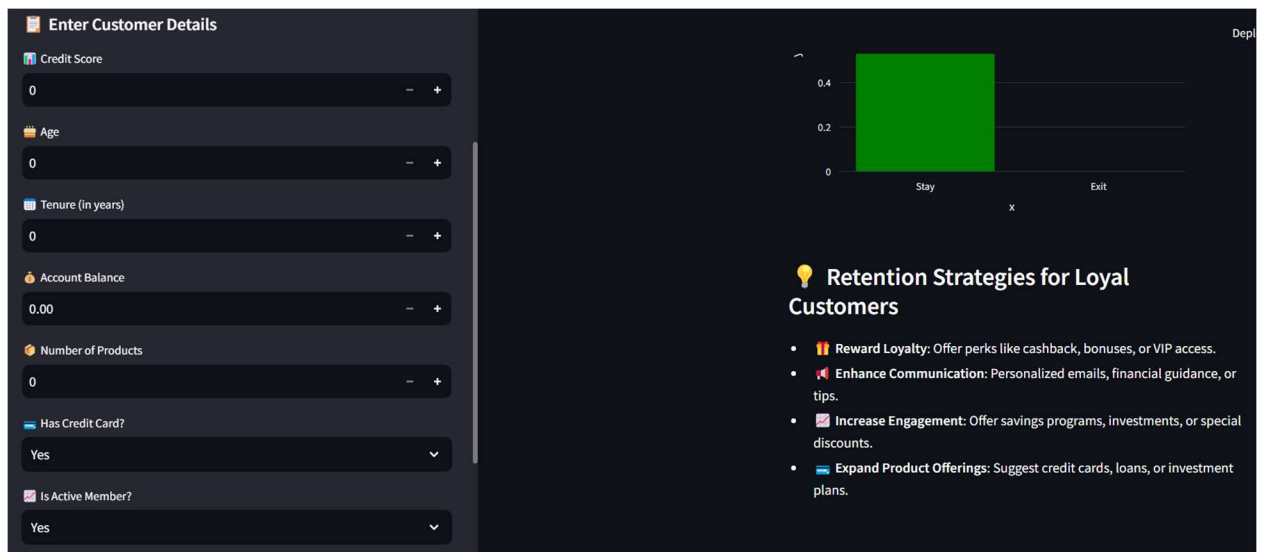 Enter Customer Details
Credit Score
0
Age
0
Tenure (in years)
0
Account Balance
0.00
Number of Products
0
Has Credit Card?
Yes
Is Active Member?
Yes
Depl
0.4
0.2
0
Stay
Exit
x
Retention Strategies for Loyal
Customers
Reward Loyalty: Offer perks like cashback, bonuses, or VIP access.
Enhance Communication: Personalized emails, financial guidance, or
tips.
Increase Engagement: Offer savings programs, investments, or special
discounts.
Expand Product Offerings: Suggest credit cards, loans, or investment
plans.